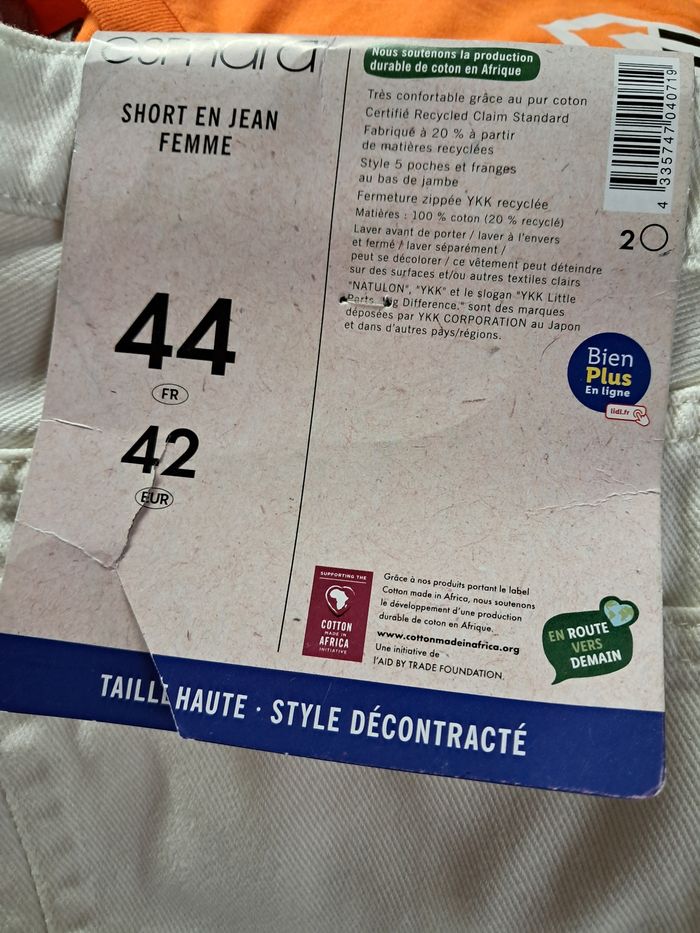 esmara
SHORT EN JEAN
FEMME
44
FR
42
EUR
Nous soutenons la production
durable de coton en Afrique
Très confortable grâce au pur coton
Certifié Recycled Claim Standard
Fabriqué à 20 % à partir
de matières recyclées
Style 5 poches et franges
au bas de jambe
Fermeture zippée YKK recyclée
Matières : 100 % coton (20 % recyclé)
Laver avant de porter / laver à l'envers
et fermé / laver séparément /
peut se décolorer / ce vêtement peut déteindre
sur des surfaces et/ou autres textiles clairs
"NATULON", "YKK" et le slogan "YKK Little
Parts. Big Difference." sont des marques
déposées par YKK CORPORATION au Japon
et dans d'autres pays/régions.
4 335747 040719
2
Bien
Plus
En ligne
lidl.fr
SUPPORTING THE
COTTON
MADE IN
AFRICA
INITIATIVE
Grâce à nos produits portant le label
Cotton made in Africa, nous soutenons
le développement d'une production
durable de coton en Afrique.
www.cottonmadeinafrica.org
Une initiative de
l'AID BY TRADE FOUNDATION.
EN ROUTE
VERS
DEMAIN
TAILLE HAUTE · STYLE DÉCONTRACTÉ